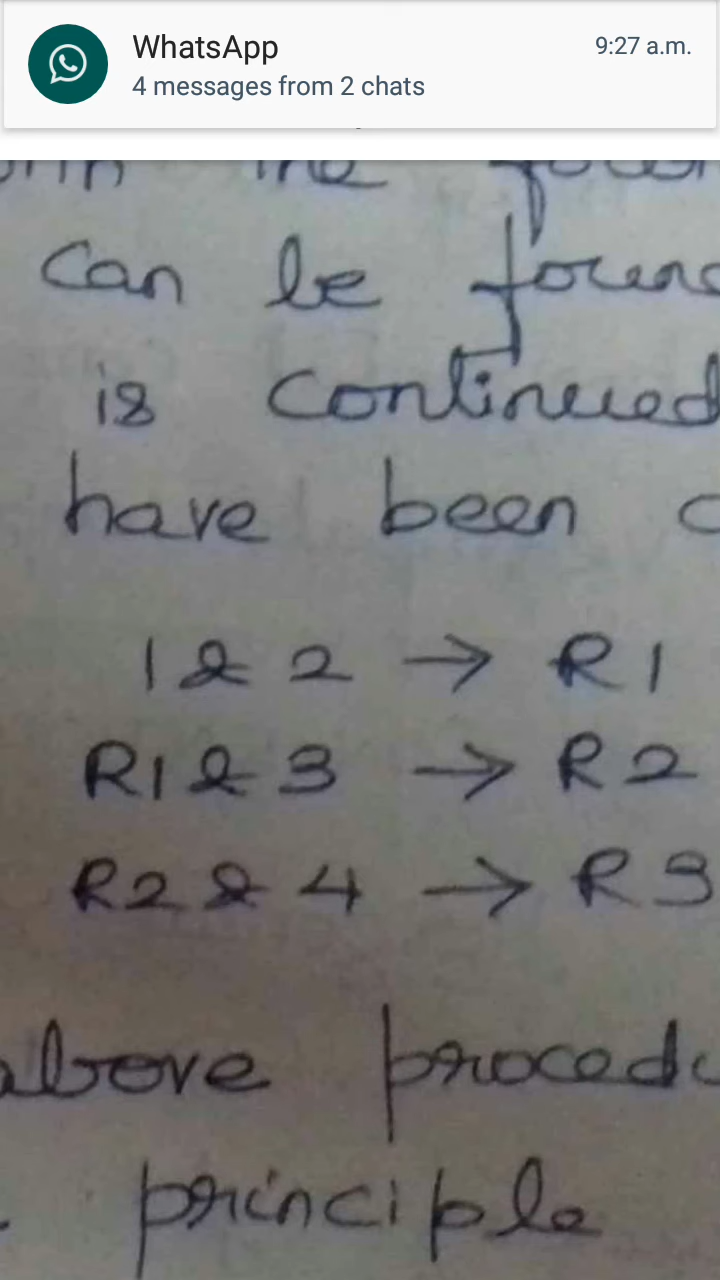 WhatsApp
9:27 a.m.
4 messages from 2 chats
the
can be
is continued
have been
1 & 2 → R1
R1 & 3 → R2
R2 & 4 → R3
above
principle